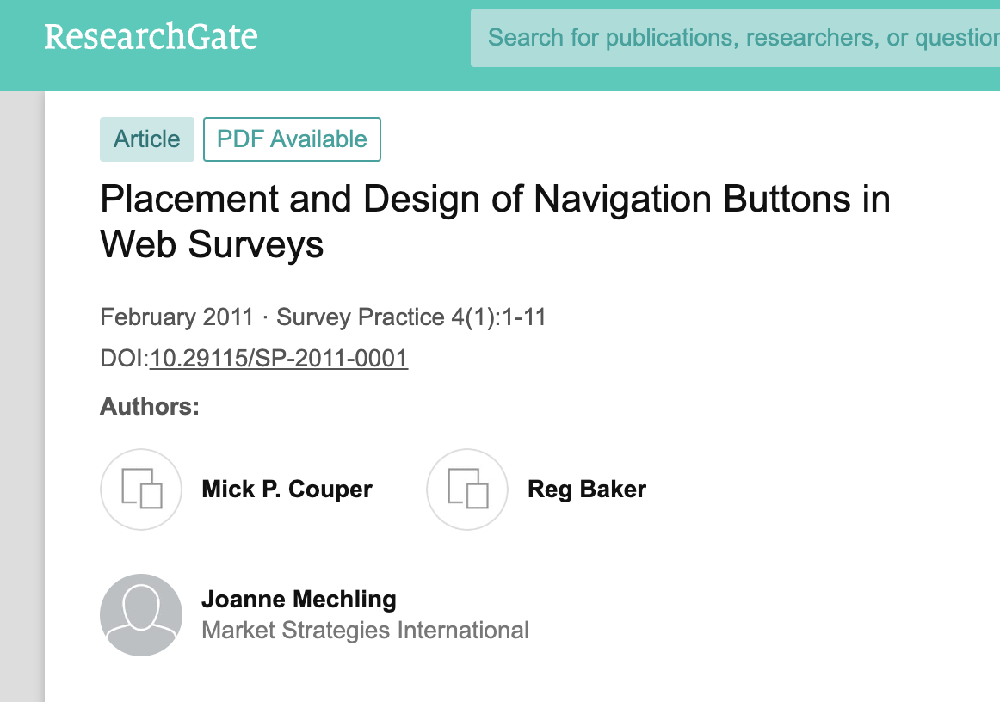 ResearchGate
Search for publications, researchers, or
Article
PDF Available
Placement and Design of Navigation Buttons in
Web Surveys
February 2011 · Survey Practice 4(1):1-11
DOI:10.29115/SP-2011-0001
Authors:
Mick P. Couper
Reg Baker
Joanne Mechling
Market Strategies International